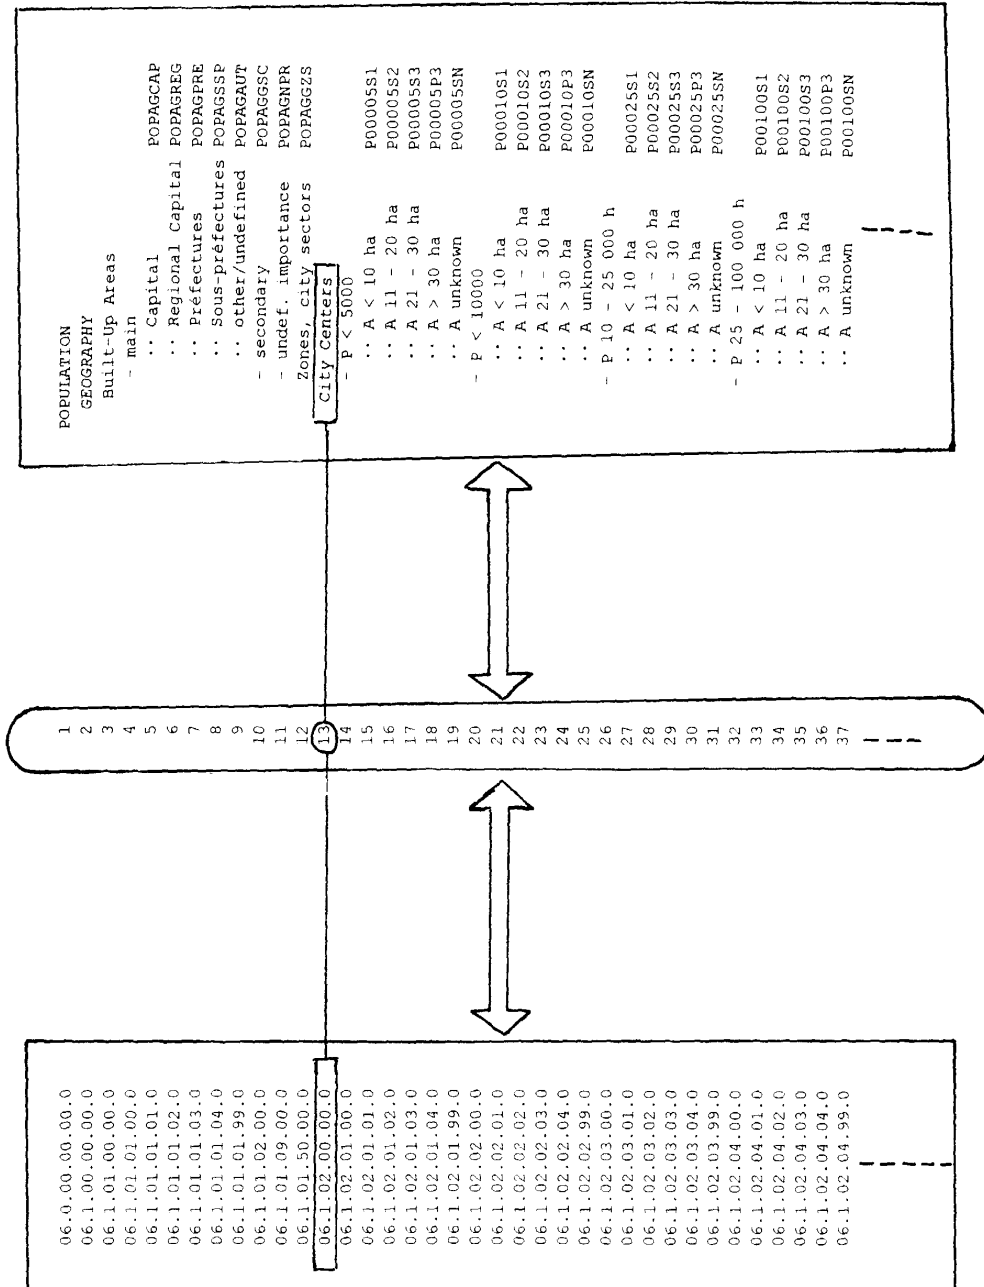 06.0.00.00.00.0
06.1.00.00.00.0
06.1.01.00.00.0
06.1.01.01.00.0
06.1.01.01.01.0
06.1.01.01.02.0
06.1.01.01.03.0
06.1.01.01.04.0
06.1.01.01.99.0
06.1.01.02.00.0
06.1.01.09.00.0
06.1.01.50.00.0
06.1.02.00.00.0
06.1.02.01.00.0
06.1.02.01.01.0
06.1.02.01.02.0
06.1.02.01.03.0
06.1.02.01.04.0
06.1.02.01.99.0
06.1.02.02.00.0
06.1.02.02.01.0
06.1.02.02.02.0
06.1.02.02.03.0
06.1.02.02.04.0
06.1.02.02.99.0
06.1.02.03.00.0
06.1.02.03.01.0
06.1.02.03.02.0
06.1.02.03.03.0
06.1.02.03.04.0
06.1.02.03.99.0
06.1.02.04.00.0
06.1.02.04.01.0
06.1.02.04.02.0
06.1.02.04.03.0
06.1.02.04.04.0
06.1.02.04.99.0
1
2
3
4
5
6
7
8
9
10
11
12
13
14
15
16
17
18
19
20
21
22
23
24
25
26
27
28
29
30
31
32
33
34
35
36
37
POPULATION
GEOGRAPHY
Built-Up Areas
- main
.. Capital POPAGCAP
.. Regional Capital POPAGREG
.. Préfectures POPAGPRE
.. Sous-préfectures POPAGSSP
.. other/undefined POPAGAUT
- secondary POPAGGSC
- undef. importance POPAGNPR
Zones, city sectors POPAGGZS
City Centers
- P < 5000
.. A < 10 ha P00005S1
.. A 11 - 20 ha P00005S2
.. A 21 - 30 ha P00005S3
.. A > 30 ha P00005P3
.. A unknown P00005SN
- P < 10000
.. A < 10 ha P00010S1
.. A 11 - 20 ha P00010S2
.. A 21 - 30 ha P00010S3
.. A > 30 ha P00010P3
.. A unknown P00010SN
- P 10 - 25 000 h
.. A < 10 ha P00025S1
.. A 11 - 20 ha P00025S2
.. A 21 - 30 ha P00025S3
.. A > 30 ha P00025P3
.. A unknown P00025SN
- P 25 - 100 000 h
.. A < 10 ha P00100S1
.. A 11 - 20 ha P00100S2
.. A 21 - 30 ha P00100S3
.. A > 30 ha P00100P3
.. A unknown P00100SN